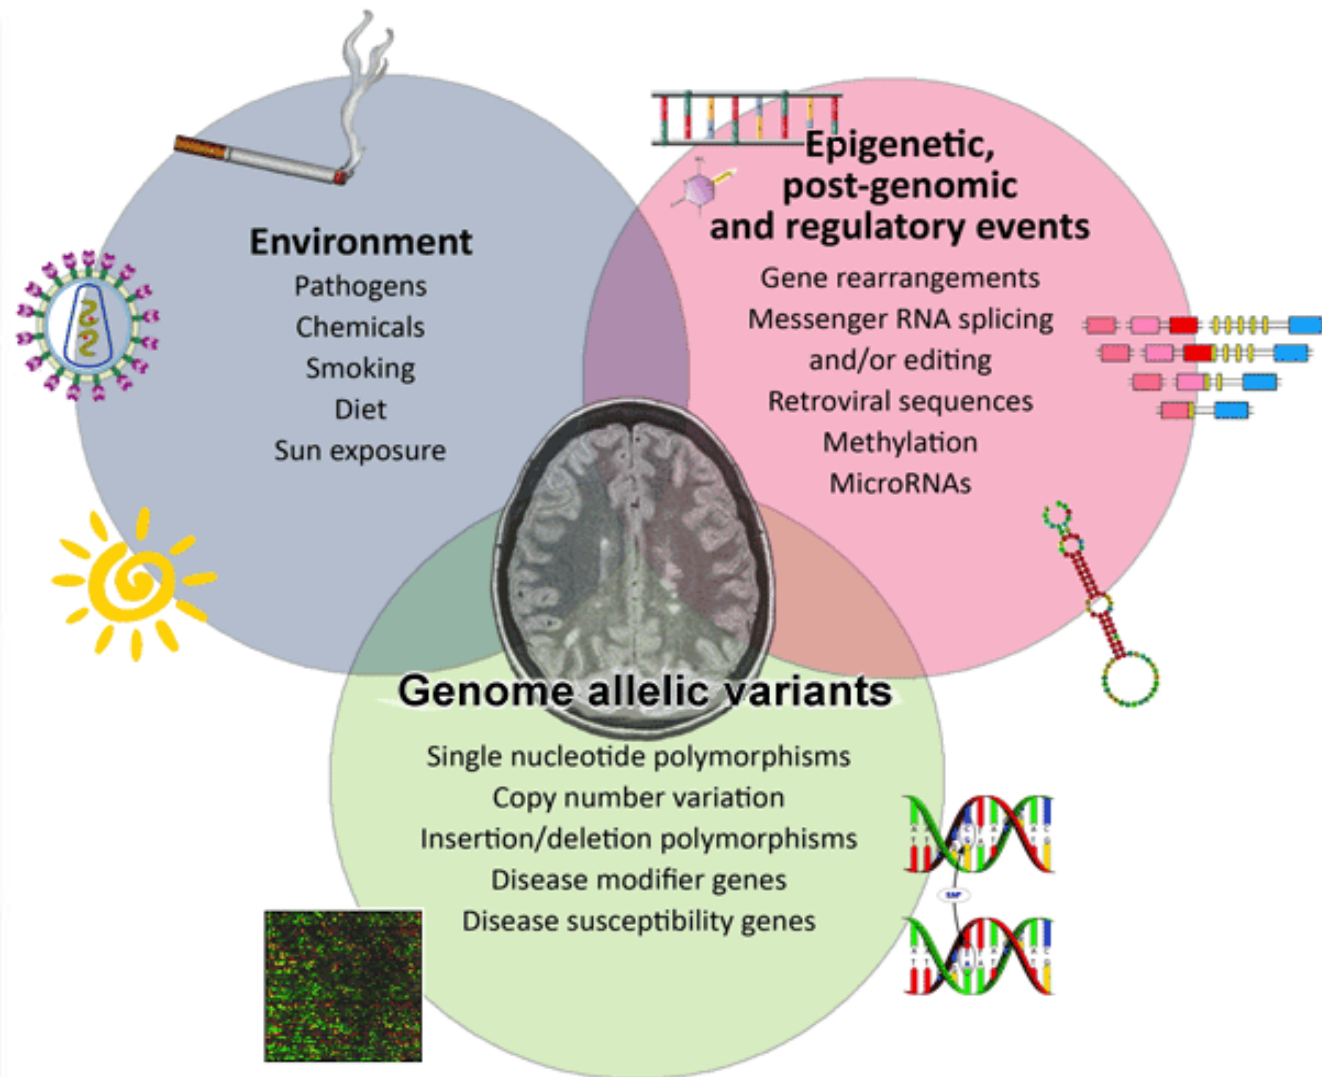 Environment
Pathogens
Chemicals
Smoking
Diet
Sun exposure
Epigenetic,
post-genomic
and regulatory events
Gene rearrangements
Messenger RNA splicing
and/or editing
Retroviral sequences
Methylation
MicroRNAs
Genome allelic variants
Single nucleotide polymorphisms
Copy number variation
Insertion/deletion polymorphisms
Disease modifier genes
Disease susceptibility genes
SNP